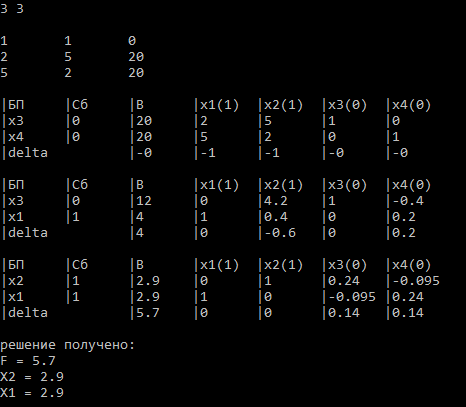 3 3
1 1 0
2 5 20
5 2 20
|БП |Сб |B |x1(1) |x2(1) |x3(0) |x4(0)
|x3 |0 |20 |2 |5 |1 |0
|x4 |0 |20 |5 |2 |0 |1
|delta |-0 |-1 |-1 |-0 |-0
|БП |Сб |B |x1(1) |x2(1) |x3(0) |x4(0)
|x3 |0 |12 |0 |4.2 |1 |-0.4
|x1 |1 |4 |1 |0.4 |0 |0.2
|delta |4 |0 |-0.6 |0 |0.2
|БП |Сб |B |x1(1) |x2(1) |x3(0) |x4(0)
|x2 |1 |2.9 |0 |1 |0.24 |-0.095
|x1 |1 |2.9 |1 |0 |-0.095 |0.24
|delta |5.7 |0 |0 |0.14 |0.14
решение получено:
F = 5.7
X2 = 2.9
X1 = 2.9